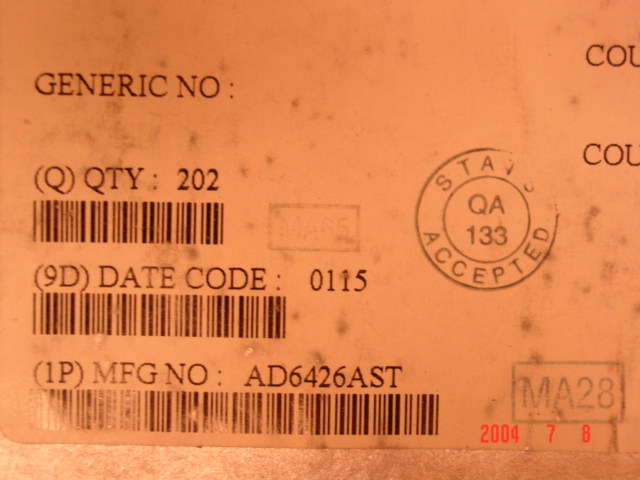 COU
GENERIC NO :
COU
(Q) QTY : 202
QA
133
ACCEPTED
(9D) DATE CODE : 0115
(1P) MFG NO : AD6426AST
MA28
2004 7 8